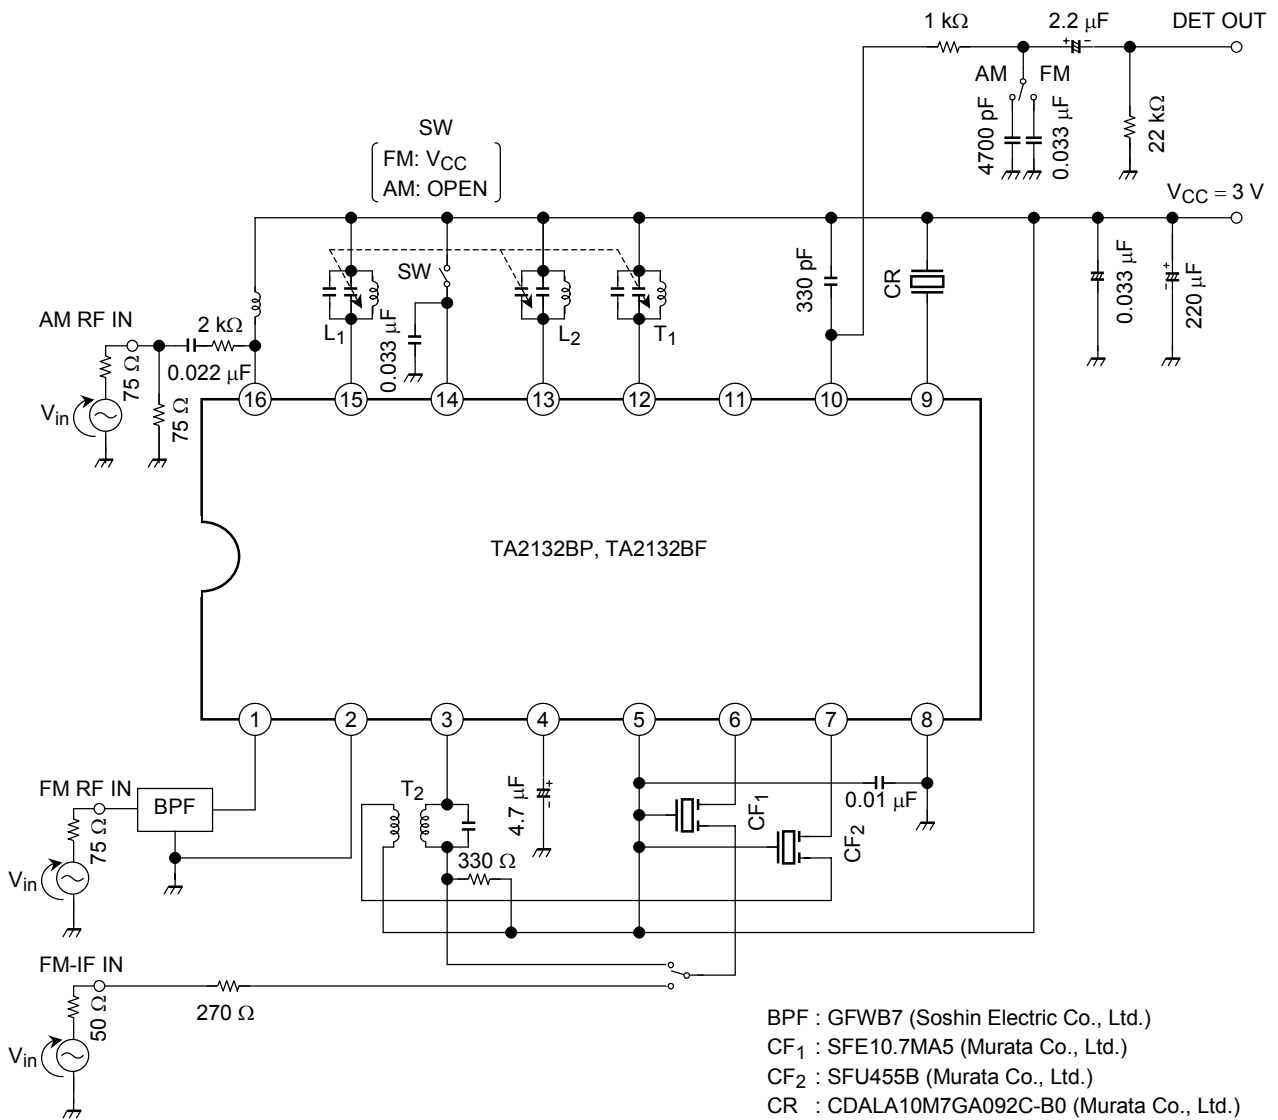 1 kΩ
2.2 μF
DET OUT
+
-
AM
FM
4700 pF
0.033 μF
22 kΩ
SW
FM: VCC
AM: OPEN
VCC = 3 V
SW
L1
0.033 μF
L2
T1
330 pF
CR
0.033 μF
+
-
220 μF
AM RF IN
2 kΩ
0.022 μF
75 Ω
75 Ω
Vin
16
15
14
13
12
11
10
9
TA2132BP, TA2132BF
1
2
3
4
5
6
7
8
FM RF IN
BPF
75 Ω
Vin
T2
4.7 μF
+
-
330 Ω
CF1
CF2
0.01 μF
FM-IF IN
50 Ω
Vin
270 Ω
BPF : GFWB7 (Soshin Electric Co., Ltd.)
CF1 : SFE10.7MA5 (Murata Co., Ltd.)
CF2 : SFU455B (Murata Co., Ltd.)
CR : CDALA10M7GA092C-B0 (Murata Co., Ltd.)